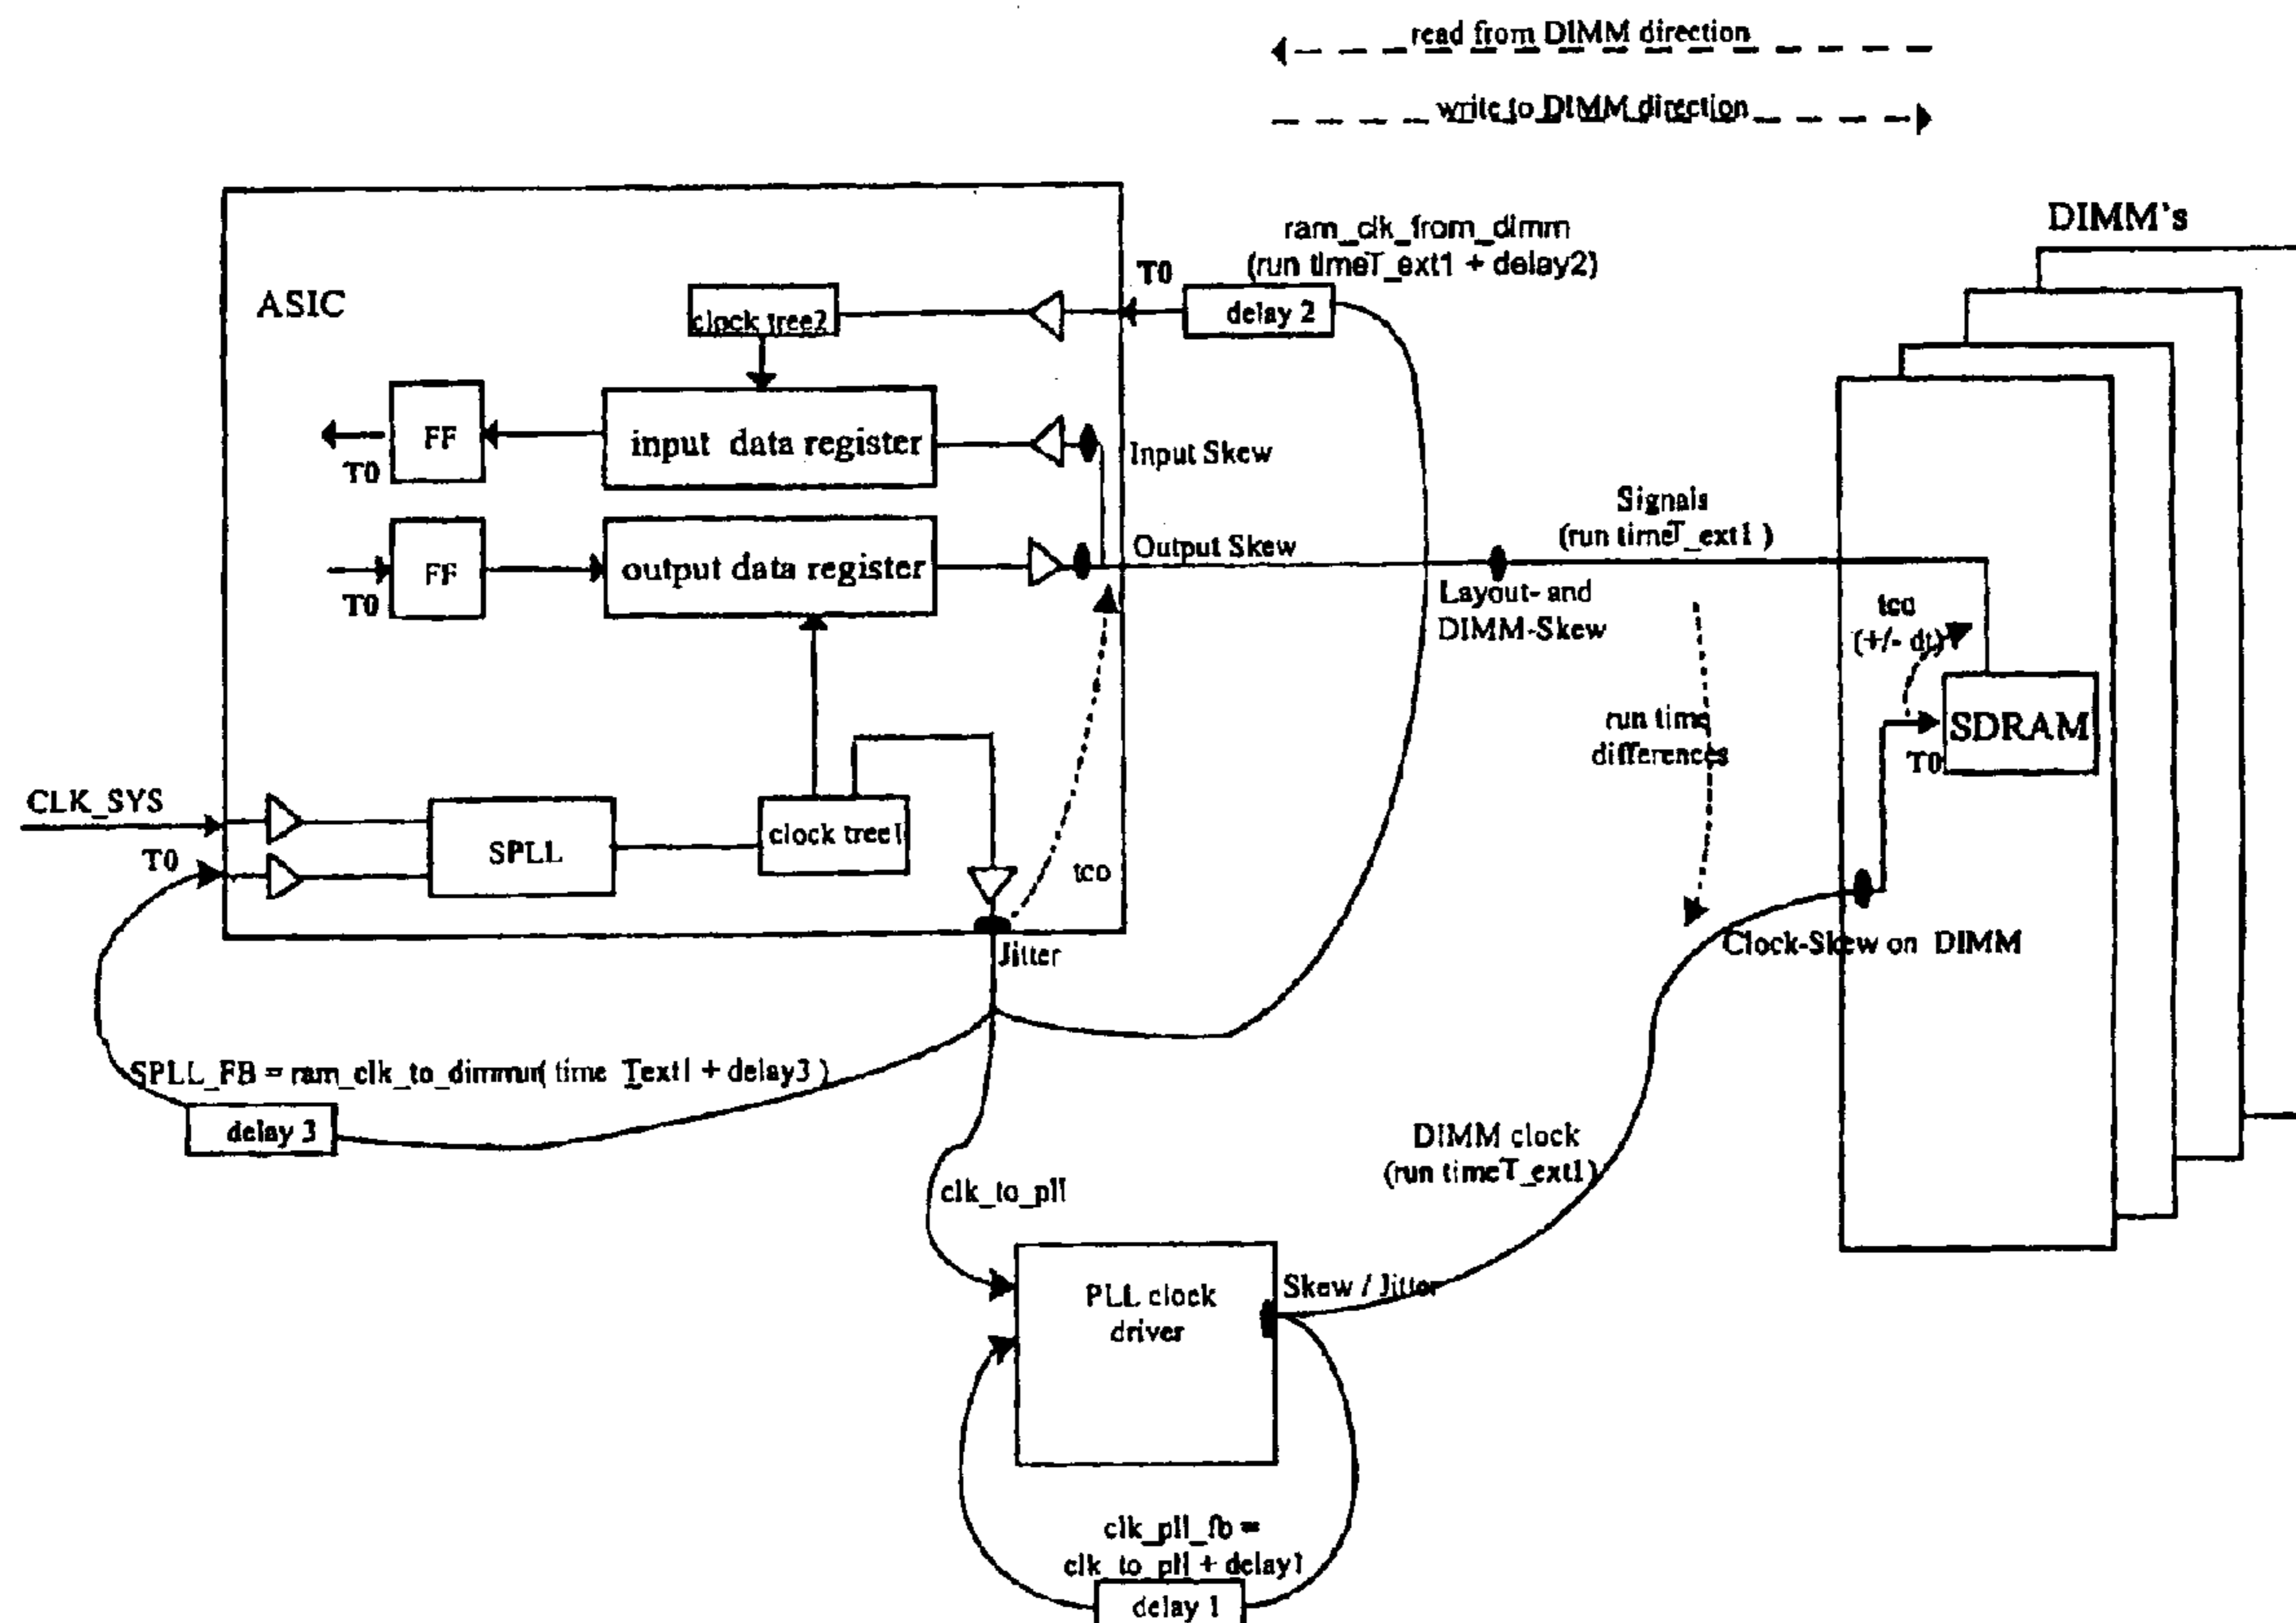 read from DIMM direction
write to DIMM direction
DIMM's
ram_clk_from_dimm
(run timeT_ext1 + delay2)
T0
ASIC
clock tree2
delay 2
FF
T0
input data register
Input Skew
Signals
(run timeT_ext1 )
FF
T0
output data register
Output Skew
Layout- and
DIMM-Skew
tco
(+/- dt)
SDRAM
T0
run time
differences
CLK_SYS
T0
SPLL
clock tree1
tco
Jitter
Clock-Skew on DIMM
SPLL_FB = ram_clk_to_dimmrun( time T_ext1 + delay3 )
delay 3
clk_to_pll
DIMM clock
(run timeT_ext1)
PLL clock
driver
Skew / Jitter
clk_pll_fb =
clk_to_pll + delay1
delay 1